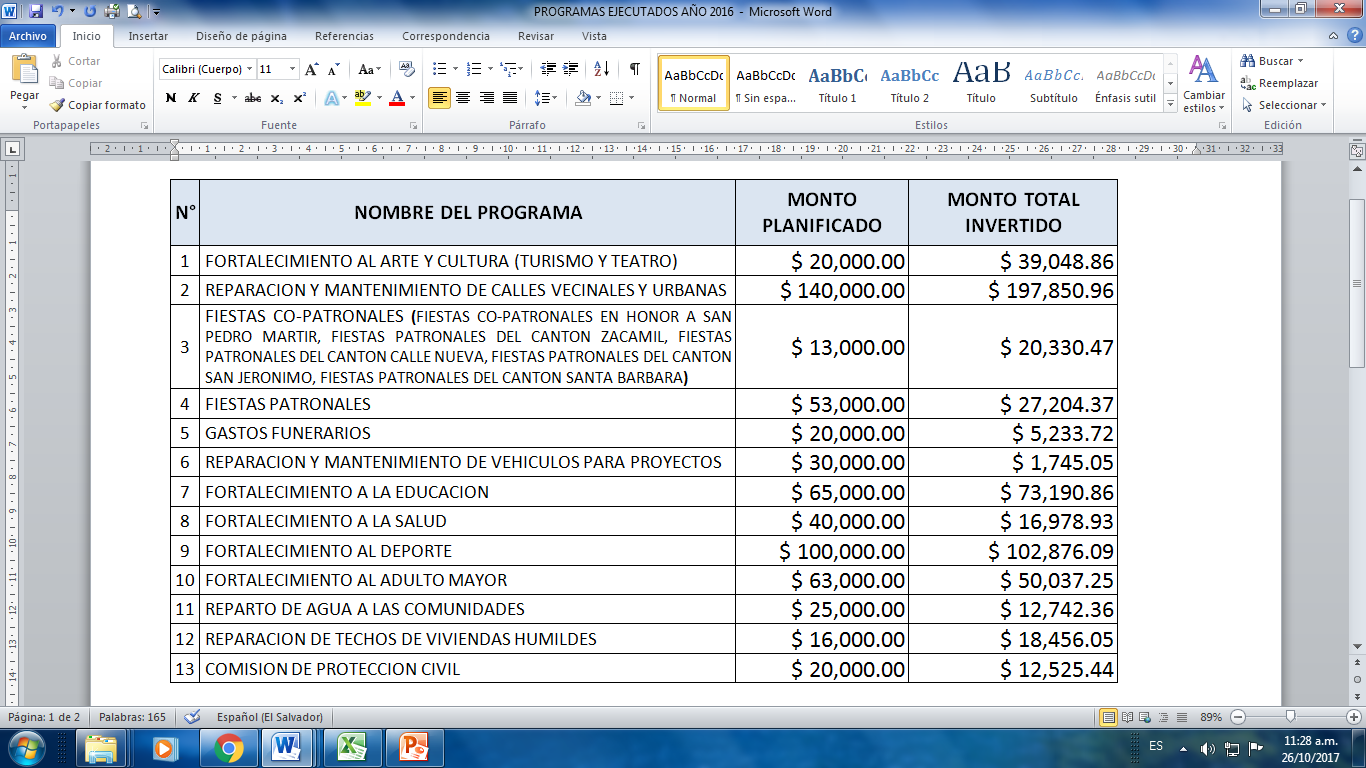 PROGRAMAS EJECUTADOS AÑO 2016 - Microsoft Word
Archivo Inicio Insertar Diseño de página Referencias Correspondencia Revisar Vista
Pegar
Cortar
Copiar
Copiar formato
Portapapeles
Calibri (Cuerpo) 11
N K S abc x₂ x²
Fuente
Párrafo
AaBbCcDc AaBbCcDc AaBbC AaBbCc AaB AaBbCc. AaBbCcDc
¶ Normal ¶ Sin espa... Título 1 Título 2 Título Subtítulo Énfasis sutil
Estilos
Cambiar estilos
Buscar
Reemplazar
Seleccionar
Edición
N° NOMBRE DEL PROGRAMA MONTO PLANIFICADO MONTO TOTAL INVERTIDO
1 FORTALECIMIENTO AL ARTE Y CULTURA (TURISMO Y TEATRO) $ 20,000.00 $ 39,048.86
2 REPARACION Y MANTENIMIENTO DE CALLES VECINALES Y URBANAS $ 140,000.00 $ 197,850.96
3 FIESTAS CO-PATRONALES (FIESTAS CO-PATRONALES EN HONOR A SAN
PEDRO MARTIR, FIESTAS PATRONALES DEL CANTON ZACAMIL, FIESTAS
PATRONALES DEL CANTON CALLE NUEVA, FIESTAS PATRONALES DEL CANTON
SAN JERONIMO, FIESTAS PATRONALES DEL CANTON SANTA BARBARA) $ 13,000.00 $ 20,330.47
4 FIESTAS PATRONALES $ 53,000.00 $ 27,204.37
5 GASTOS FUNERARIOS $ 20,000.00 $ 5,233.72
6 REPARACION Y MANTENIMIENTO DE VEHICULOS PARA PROYECTOS $ 30,000.00 $ 1,745.05
7 FORTALECIMIENTO A LA EDUCACION $ 65,000.00 $ 73,190.86
8 FORTALECIMIENTO A LA SALUD $ 40,000.00 $ 16,978.93
9 FORTALECIMIENTO AL DEPORTE $ 100,000.00 $ 102,876.09
10 FORTALECIMIENTO AL ADULTO MAYOR $ 63,000.00 $ 50,037.25
11 REPARTO DE AGUA A LAS COMUNIDADES $ 25,000.00 $ 12,742.36
12 REPARACION DE TECHOS DE VIVIENDAS HUMILDES $ 16,000.00 $ 18,456.05
13 COMISION DE PROTECCION CIVIL $ 20,000.00 $ 12,525.44
Página: 1 de 2 Palabras: 165 Español (El Salvador) 89%
ES 11:28 a.m.
26/10/2017